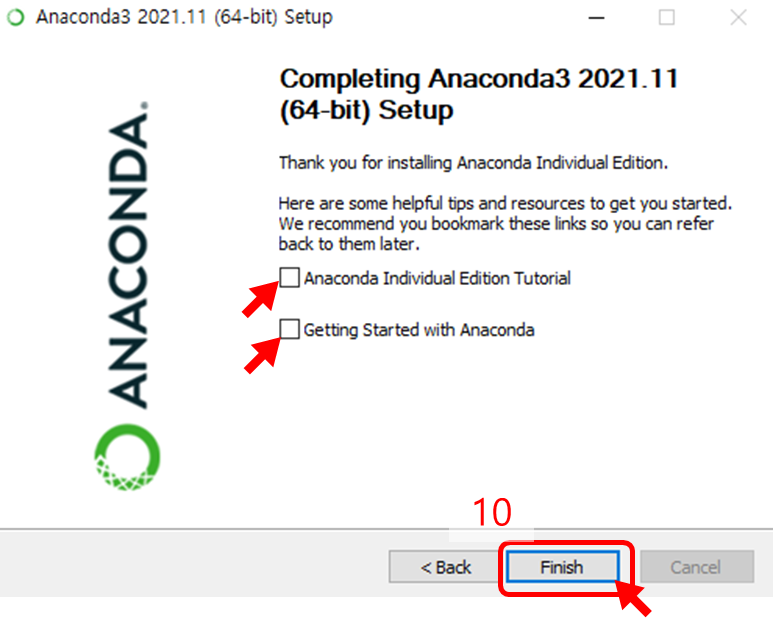 Anaconda3 2021.11 (64-bit) Setup
Completing Anaconda3 2021.11
(64-bit) Setup
Thank you for installing Anaconda Individual Edition.
Here are some helpful tips and resources to get you started.
We recommend you bookmark these links so you can refer
back to them later.
Anaconda Individual Edition Tutorial
Getting Started with Anaconda
ANACONDA.
10
< Back
Finish
Cancel